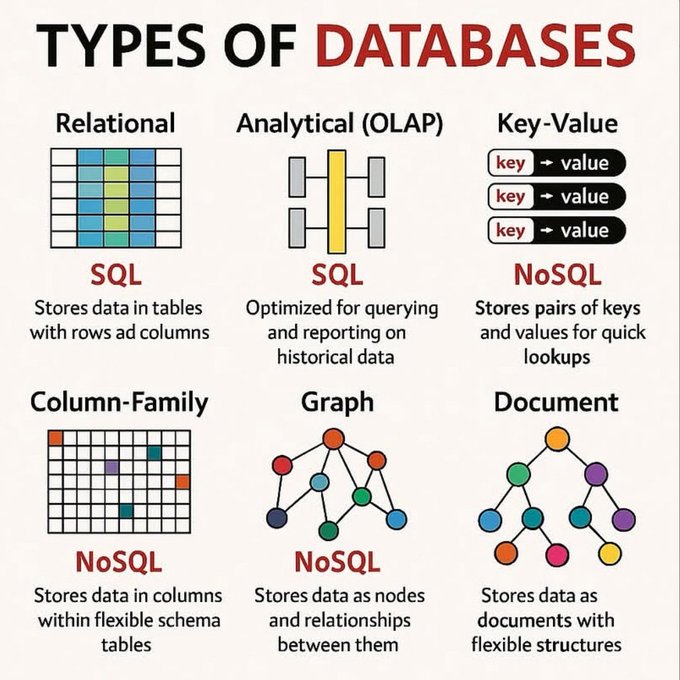 TYPES OF DATABASES
Relational
SQL
Stores data in tables
with rows ad columns
Analytical (OLAP)
SQL
Optimized for querying
and reporting on
historical data
Key-Value
key → value
key → value
key → value
NoSQL
Stores pairs of keys
and values for quick
lookups
Column-Family
NoSQL
Stores data in columns
within flexible schema
tables
Graph
NoSQL
Stores data as nodes
and relationships
between them
Document
Stores data as
documents with
flexible structures